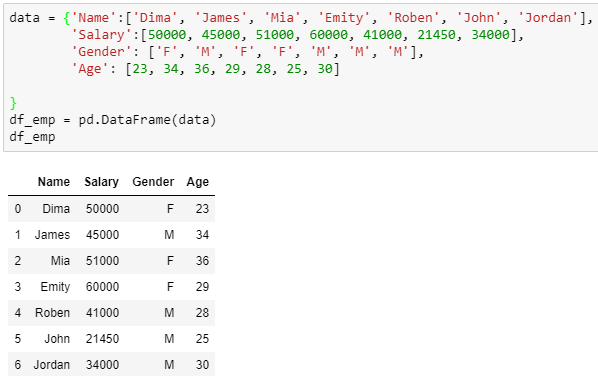 data = {'Name':['Dima', 'James', 'Mia', 'Emity', 'Roben', 'John', 'Jordan'],
'Salary':[50000, 45000, 51000, 60000, 41000, 21450, 34000],
'Gender': ['F', 'M', 'F', 'F', 'M', 'M', 'M'],
'Age': [23, 34, 36, 29, 28, 25, 30]
}
df_emp = pd.DataFrame(data)
df_emp
Name Salary Gender Age
0 Dima 50000 F 23
1 James 45000 M 34
2 Mia 51000 F 36
3 Emity 60000 F 29
4 Roben 41000 M 28
5 John 21450 M 25
6 Jordan 34000 M 30